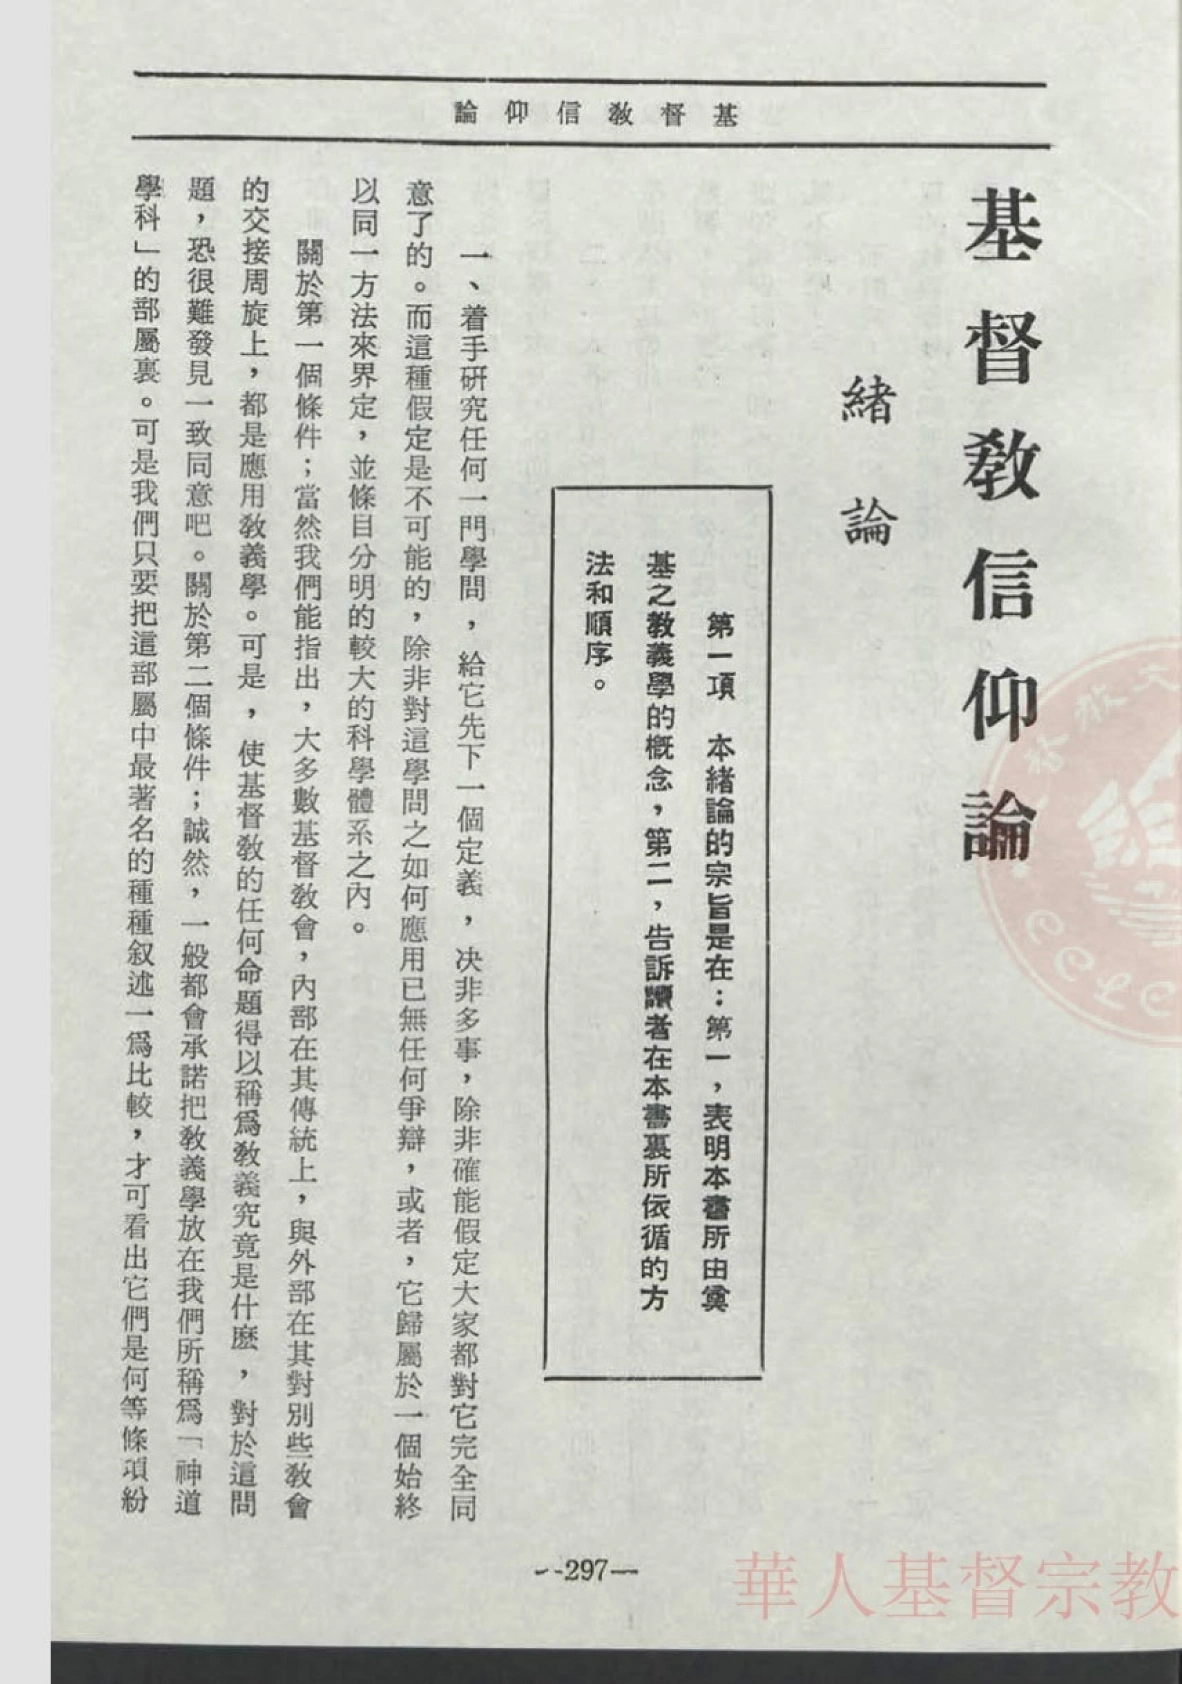 論仰信教督基
基督教信仰論
緒論
第一項　本緒論的宗旨是在：第一，表明本書所由奠
基之教義學的概念，第二，告訴讀者在本書裏所依循的方
法和順序。
一、着手研究任何一門學問，給它先下一個定義，決非多事，除非確能假定大家都對它完全同
意了的。而這種假定是不可能的，除非對這學問之如何應用已無任何爭辯，或者，它歸屬於一個始終
以同一方法來界定，並條目分明的較大的科學體系之內。
關於第一個條件；當然我們能指出，大多數基督教會，內部在其傳統上，與外部在其對別些教會
的交接周旋上，都是應用教義學。可是，使基督教的任何命題得以稱爲教義究竟是什麽，對於這問
題，恐很難發見一致同意吧。關於第二個條件；誠然，一般都會承諾把教義學放在我們所稱爲「神道
學科」的部屬裏。可是我們只要把這部屬中最著名的種種叙述一爲比較，才可看出它們是何等條項紛
--297—
華人基督宗教